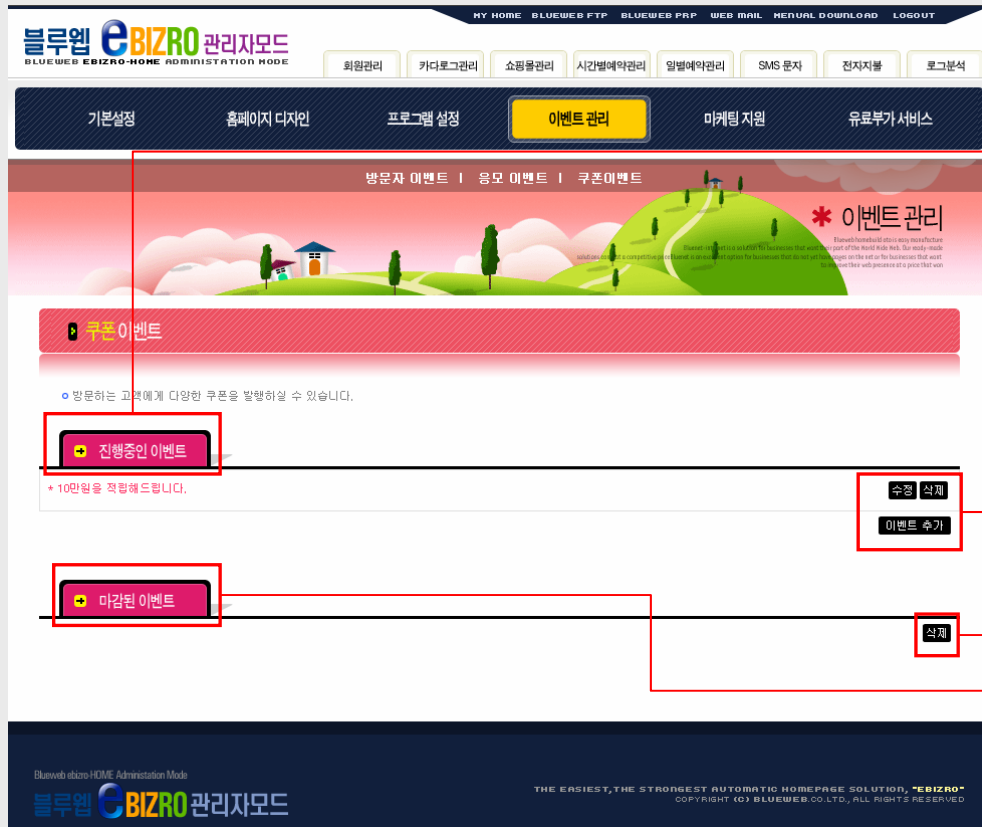 MY HOME BLUEWEB FTP BLUEWEB PRP WEB MAIL MENUAL DOWNLOAD LOGOUT
블루웹 eBIZRO 관리자모드
BLUEWEB EBIZRO-HOME ADMINISTRATION MODE
회원관리 카다로그관리 쇼핑몰관리 시간별예약관리 일별예약관리 SMS 문자 전자지불 로그분석
기본설정 홈페이지 디자인 프로그램 설정 이벤트 관리 마케팅 지원 유료부가 서비스
방문자 이벤트 | 응모 이벤트 | 쿠폰이벤트
* 이벤트 관리
쿠폰이벤트
방문하는 고객에게 다양한 쿠폰을 발행하실 수 있습니다.
진행중인 이벤트
* 10만원을 적립해드립니다. 수정 삭제
이벤트 추가
마감된 이벤트
삭제
Blueweb ebizro-HOME Administation Mode
블루웹 eBIZRO 관리자모드
THE EASIEST,THE STRONGEST AUTOMATIC HOMEPAGE SOLUTION, "EBIZRO"
COPYRIGHT (C) BLUEWEB.CO.LTD., ALL RIGHTS RESERVED